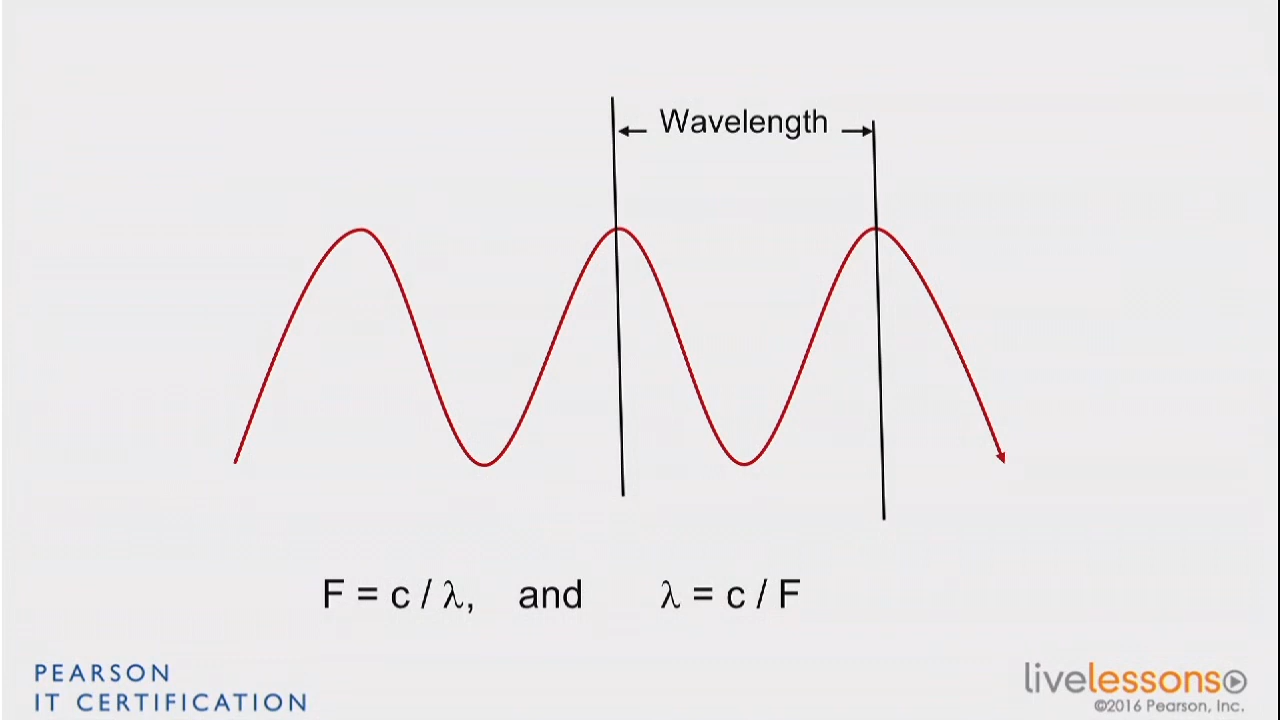 Wavelength
F = c / λ, and λ = c / F
PEARSON
IT CERTIFICATION
livelessons
©2016 Pearson, Inc.